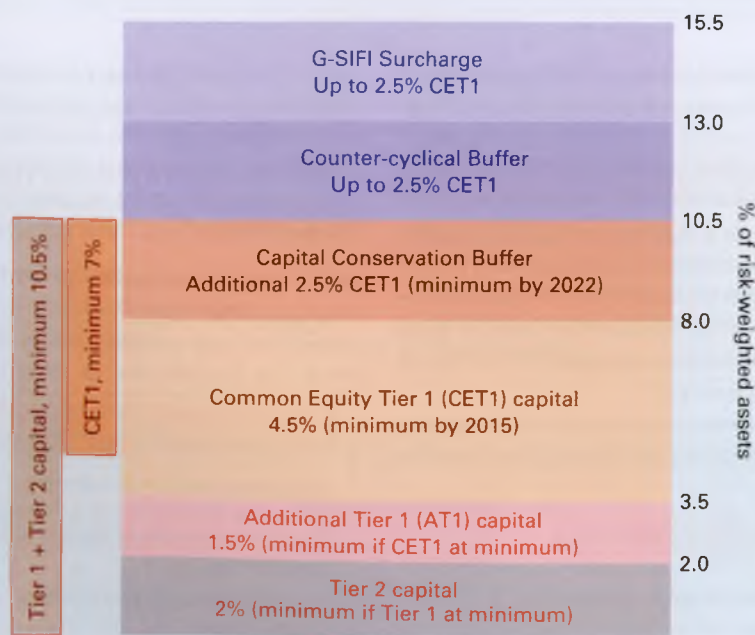 15.5
G-SIFI Surcharge
Up to 2.5% CET1
13.0
Counter-cyclical Buffer
Up to 2.5% CET1
10.5
Capital Conservation Buffer
Additional 2.5% CET1 (minimum by 2022)
8.0
Common Equity Tier 1 (CET1) capital
4.5% (minimum by 2015)
3.5
Additional Tier 1 (AT1) capital
1.5% (minimum if CET1 at minimum)
2.0
Tier 2 capital
2% (minimum if Tier 1 at minimum)
Tier 1 + Tier 2 capital, minimum 10.5%
CET1, minimum 7%
% of risk-weighted assets